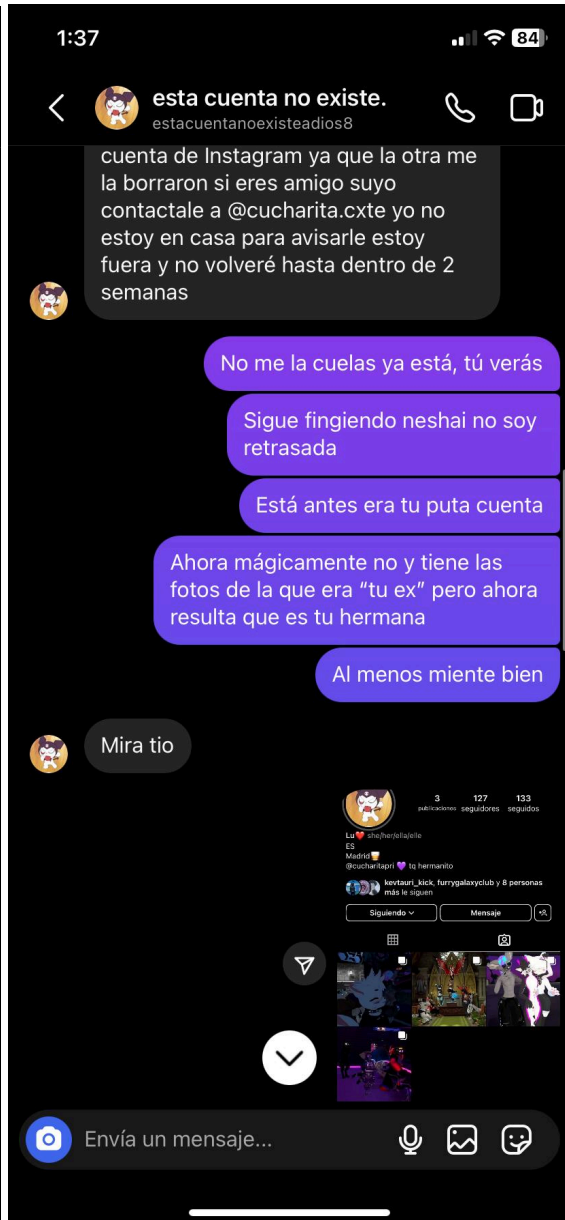 1:37
84
esta cuenta no existe.
estacuentanoexisteadios8
cuenta de Instagram ya que la otra me
la borraron si eres amigo suyo
contactale a @cucharita.cxte yo no
estoy en casa para avisarle estoy
fuera y no volveré hasta dentro de 2
semanas
No me la cuelas ya está, tú verás
Sigue fingiendo neshai no soy
retrasada
Está antes era tu puta cuenta
Ahora mágicamente no y tiene las
fotos de la que era “tu ex” pero ahora
resulta que es tu hermana
Al menos miente bien
Mira tio
3 127 133
publicaciones seguidores seguidos
Lu❤️ she/her/ella/elle
ES
Madrid
@cucharitapri 💜 tq hermanito
kevtauri_kick, furrygalaxyclub y 8 personas
más le siguen
Siguiendo Mensaje
Envía un mensaje...